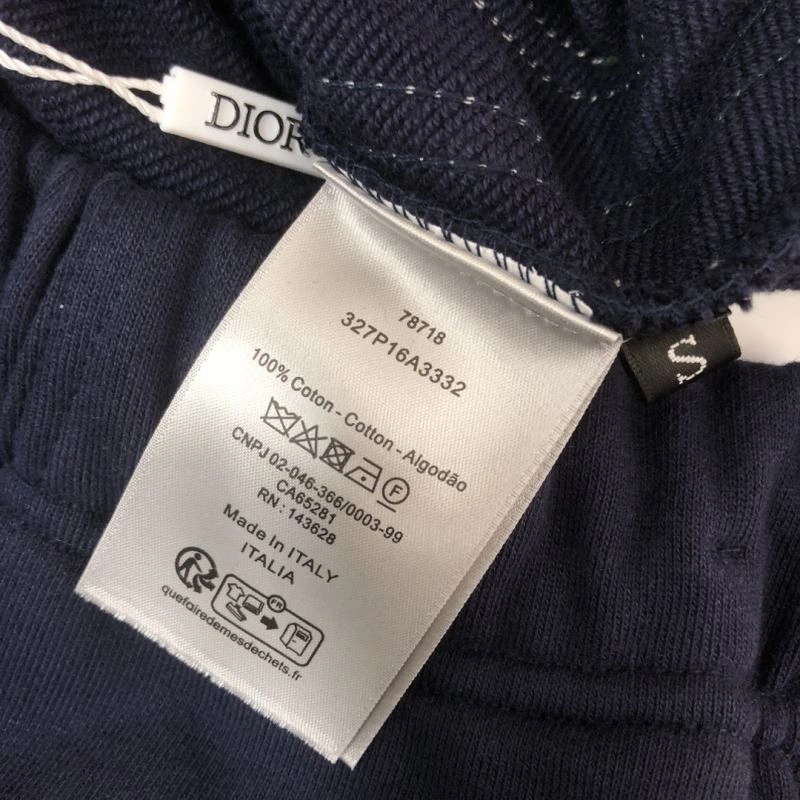 DIOR
78718
327P16A3332
100% Coton - Cotton - Algodão
F
CNPJ 02-046-366/0003-99
CA65281
RN : 143628
Made In ITALY
ITALIA
FR
quefairedemesdechets.fr
S